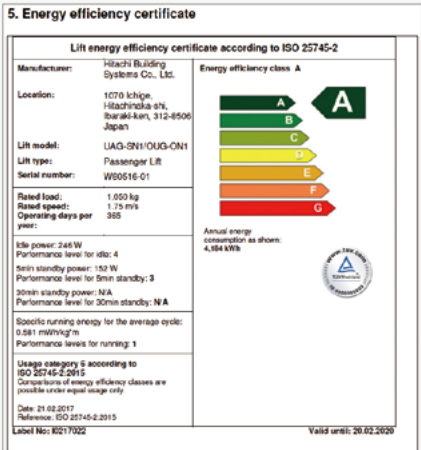 5. Energy efficiency certificate
Lift energy efficiency certificate according to ISO 25745-2
Manufacturer: Hitachi Building
Systems Co., Ltd.
Location: 1070 Ichige,
Hitachinaka-shi,
Ibaraki-ken, 312-8506
Japan
Lift model: UAG-SN1/OUG-ON1
Lift type: Passenger Lift
Serial number: W80516-01
Rated load: 1.050 kg
Rated speed: 1.75 m/s
Operating days per 365
year:
Idle power: 246 W
Performance level for idle: 4
5min standby power: 152 W
Performance level for 5min standby: 3
30min standby power: N/A
Performance level for 30min standby: N/A
Specific running energy for the average cycle:
0.681 mWh/kg*m
Performance levels for running: 1
Usage category 5 according to
ISO 25745-2:2015
Comparisons of energy efficiency classes are
possible under equal usage only.
Date: 21.02.2017
Reference: ISO 25745-2:2015
Label No: I0217022
Energy efficiency class A
A
A
B
C
D
E
F
G
Annual energy
consumption as shown:
4,184 kWh
www.tuv.com
Valid until: 20.02.2020